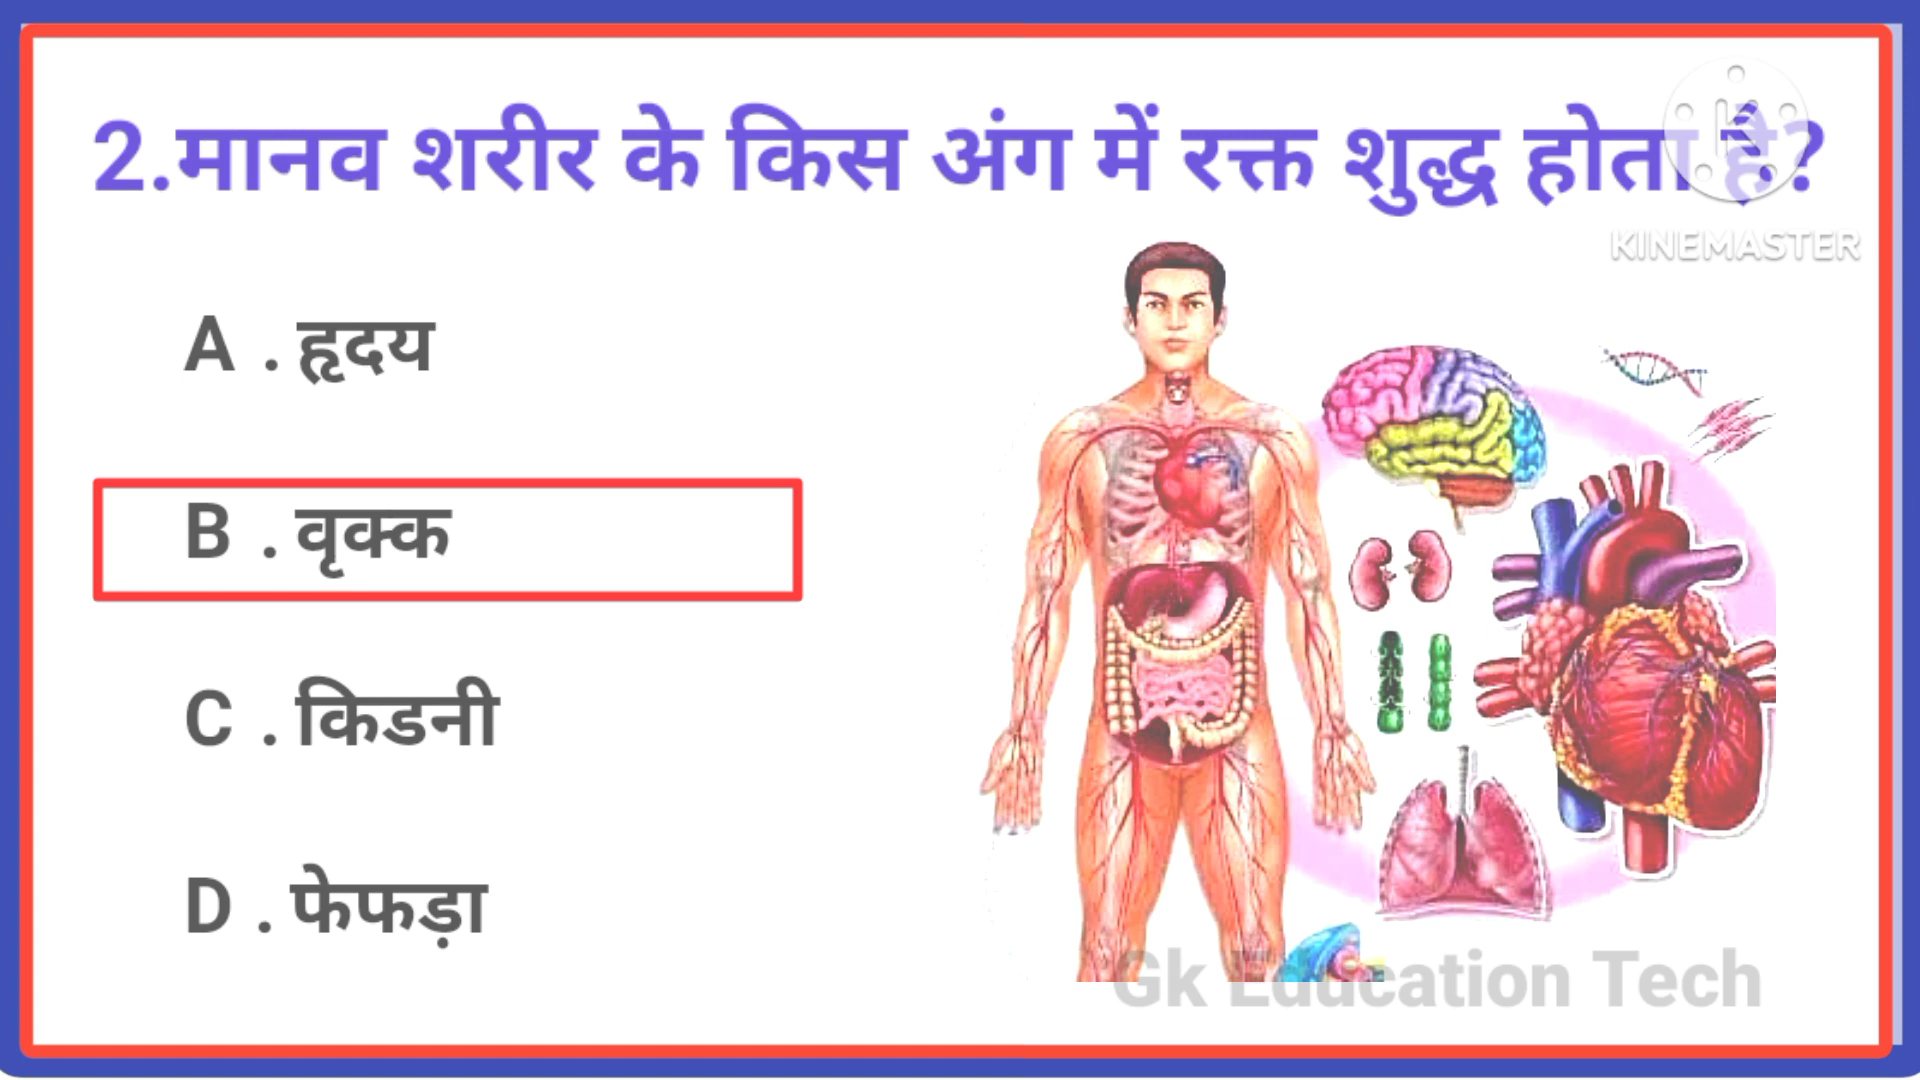 2.मानव शरीर के किस अंग में रक्त शुद्ध होता है?
KINEMASTER
A . हृदय
B . वृक्क
C . किडनी
D . फेफड़ा
Gk Education Tech